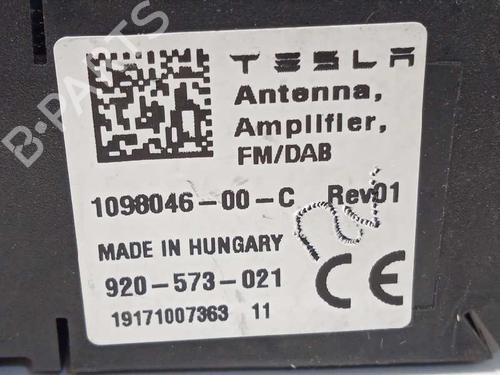 TESLA
Antenna,
Amplifier,
FM/DAB
1098046-00-C Rev01
MADE IN HUNGARY
920-573-021
19171007363 11
CE
B-PARTS